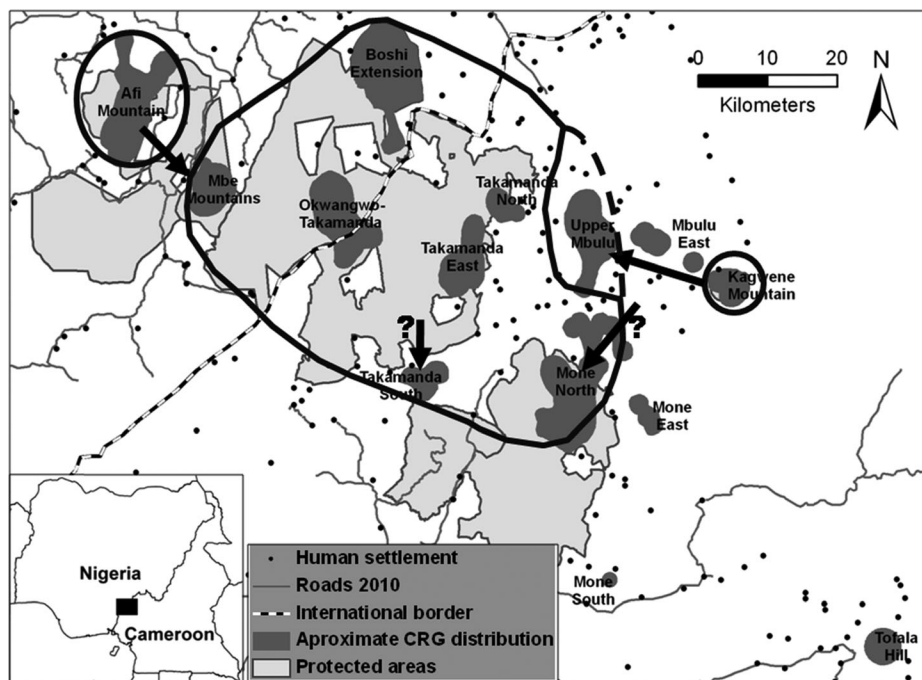 Boshi
Extension
0 10 20
Kilometers
N
Afi
Mountain
Mbe
Mountains
Okwangwo-
Takamanda
Takamanda
North
Takamanda
East
Upper
Mbulu
Mbulu
East
Kagwene
Mountain
?
?
Takamanda
South
Mone
North
Mone
East
Mone
South
Tofala
Hill
Nigeria
Cameroon
Human settlement
Roads 2010
International border
Aproximate CRG distribution
Protected areas